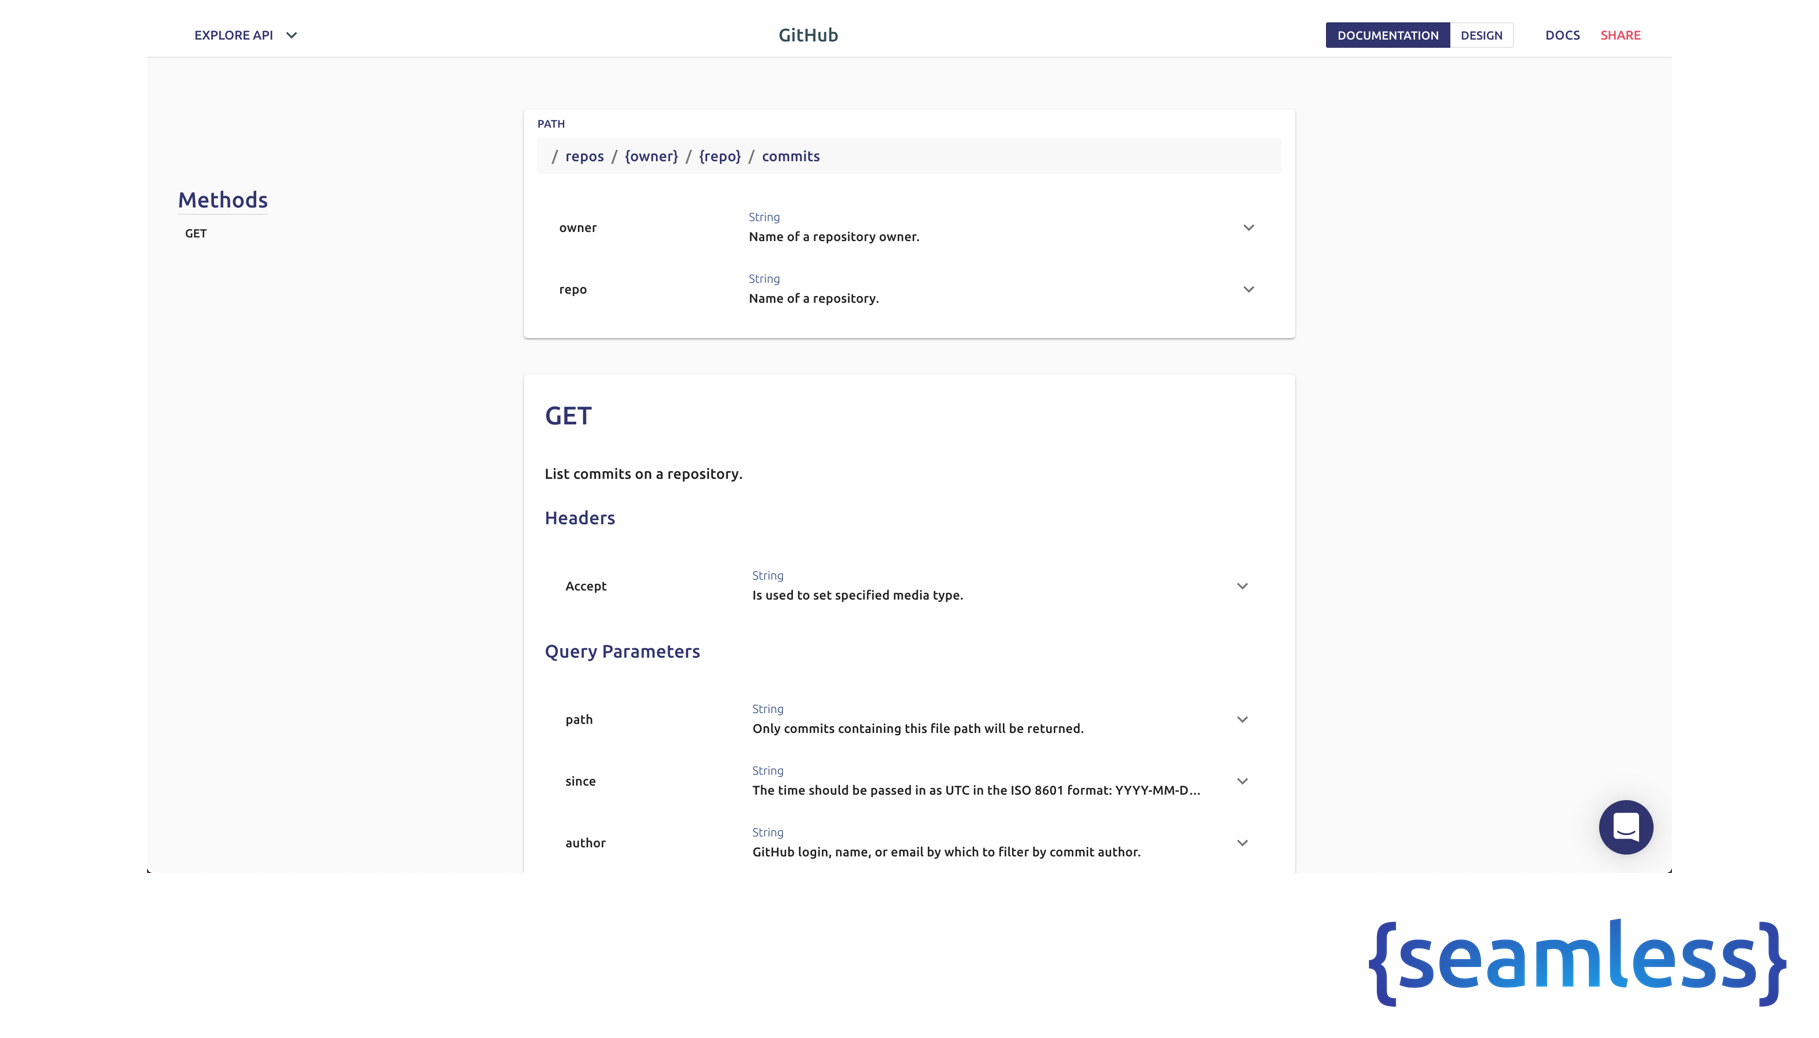 EXPLORE API
GitHub
DOCUMENTATION DESIGN DOCS SHARE
Methods
GET
PATH
/ repos / {owner} / {repo} / commits
owner
String
Name of a repository owner.
repo
String
Name of a repository.
GET
List commits on a repository.
Headers
Accept
String
Is used to set specified media type.
Query Parameters
path
String
Only commits containing this file path will be returned.
since
String
The time should be passed in as UTC in the ISO 8601 format: YYYY-MM-D...
author
String
GitHub login, name, or email by which to filter by commit author.
{seamless}